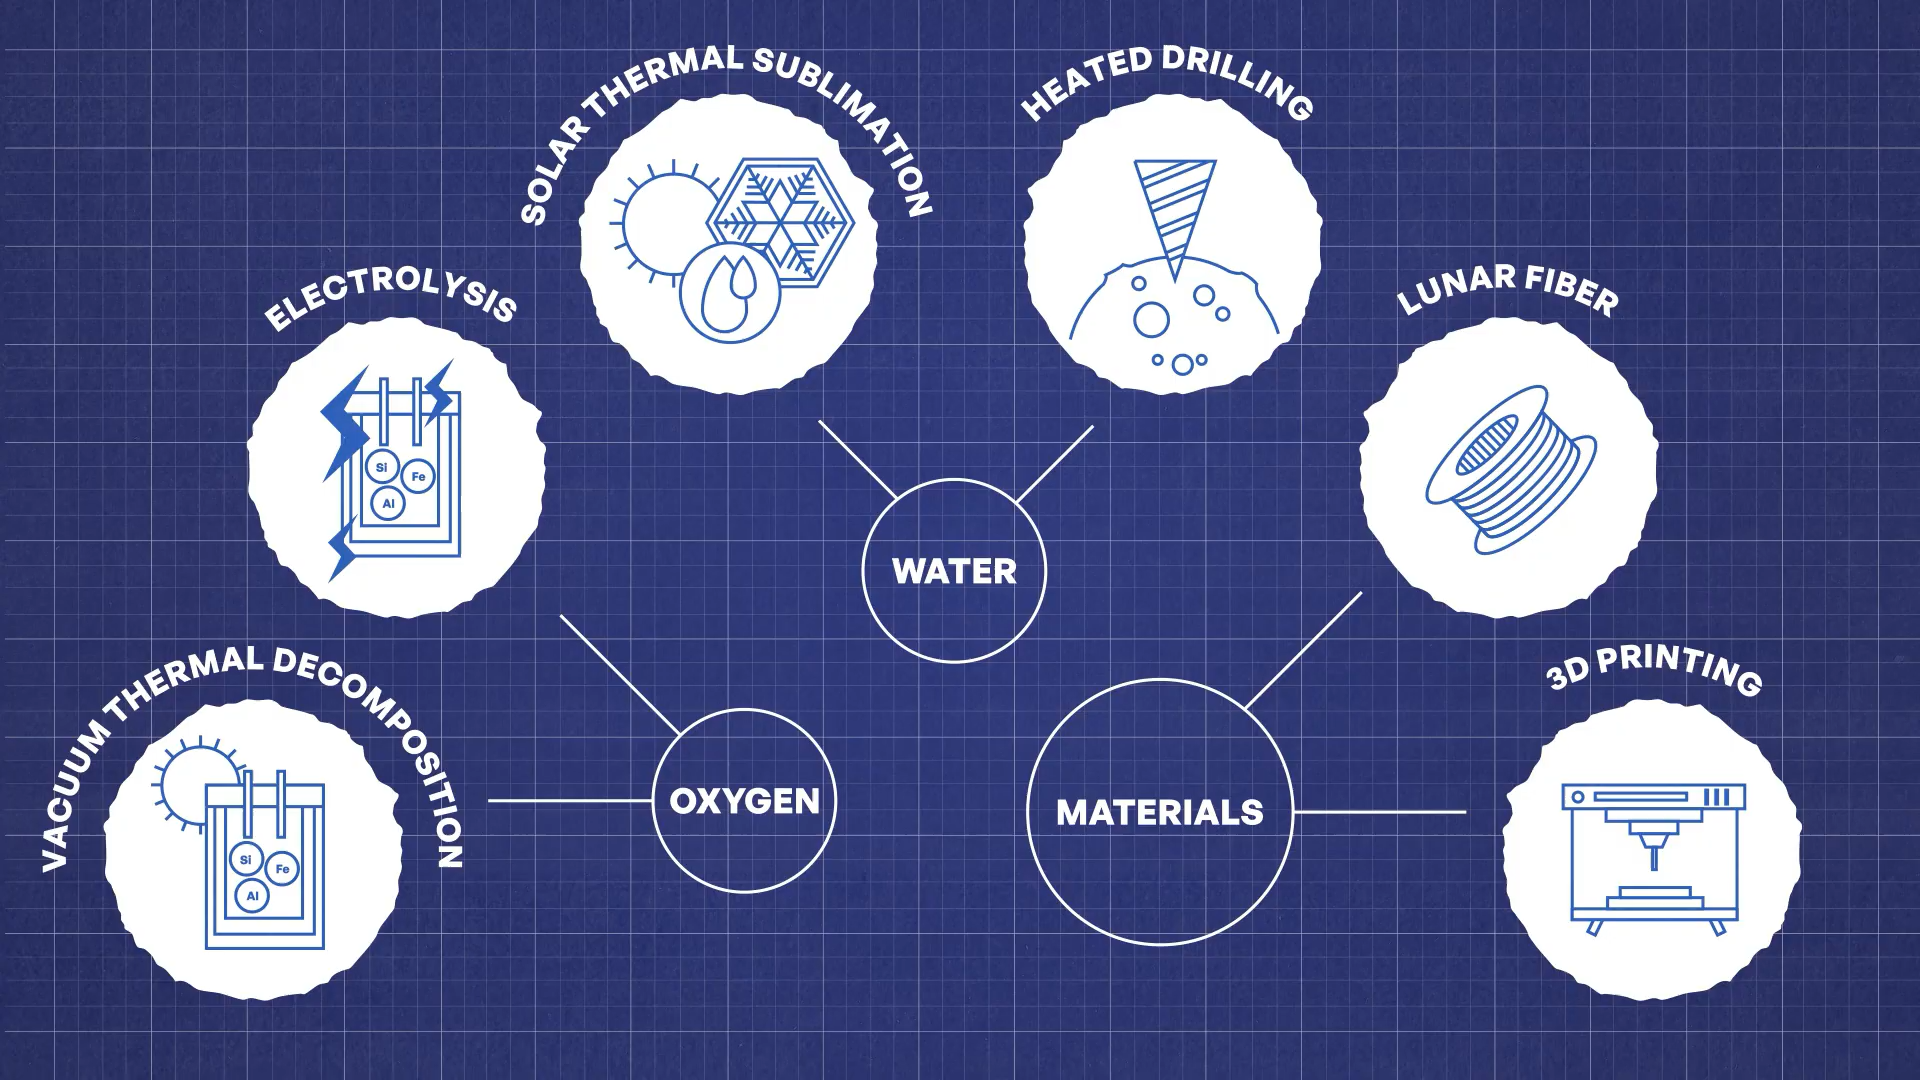 SOLAR THERMAL SUBLIMATION
HEATED DRILLING
ELECTROLYSIS
LUNAR FIBER
Si
Fe
Al
WATER
VACUUM THERMAL DECOMPOSITION
3D PRINTING
OXYGEN
MATERIALS
Si
Fe
Al